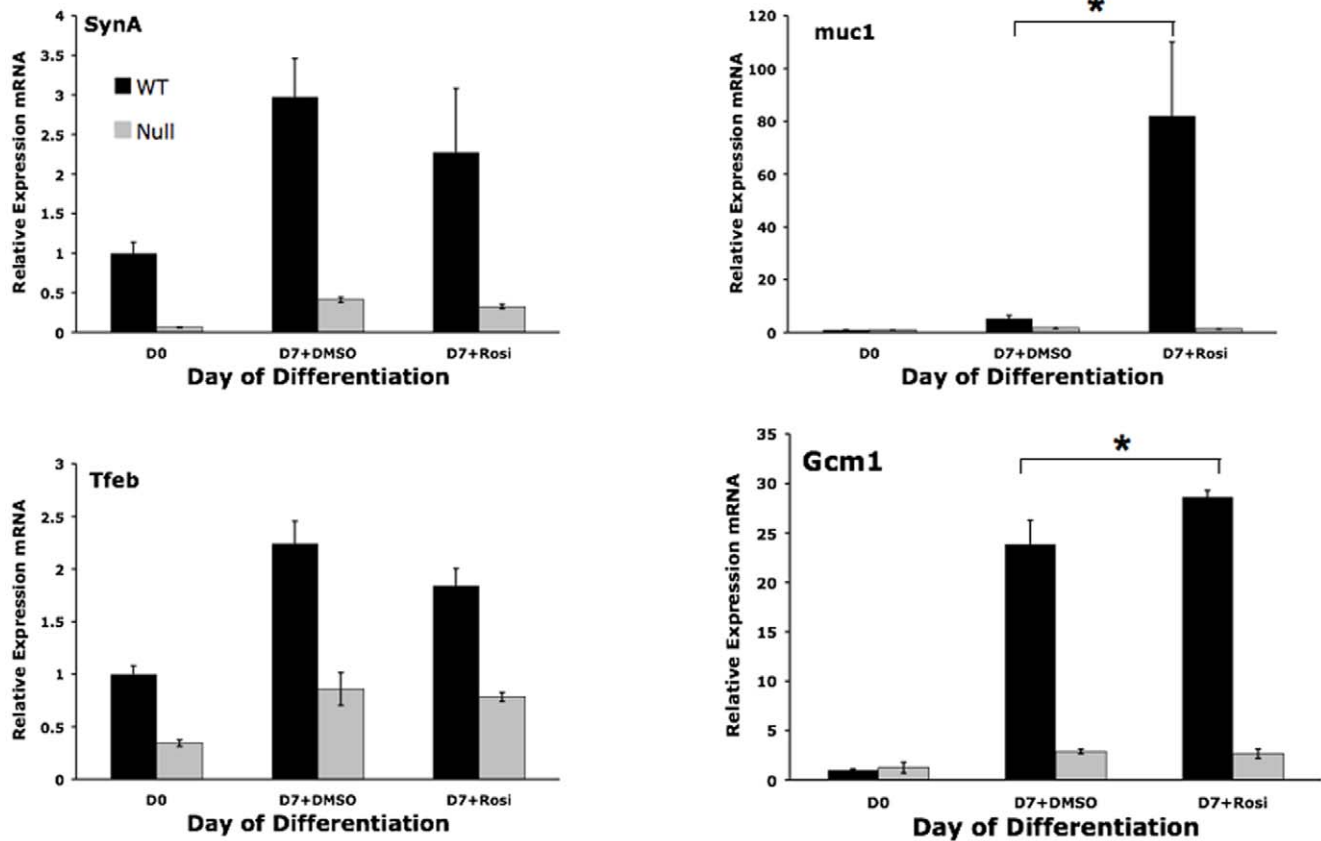 SynA
Relative Expression mRNA
4
3.5
3
2.5
2
1.5
1
0.5
0
WT
Null
D0 D7+DMSO D7+Rosi
Day of Differentiation
muc1
*
Relative Expression mRNA
120
100
80
60
40
20
0
D0 D7+DMSO D7+Rosi
Day of Differentiation
Tfeb
Relative Expression mRNA
3
2.5
2
1.5
1
0.5
0
D0 D7+DMSO D7+Rosi
Day of Differentiation
Gcm1
*
Relative Expression mRNA
35
30
25
20
15
10
5
0
D0 D7+DMSO D7+Rosi
Day of Differentiation